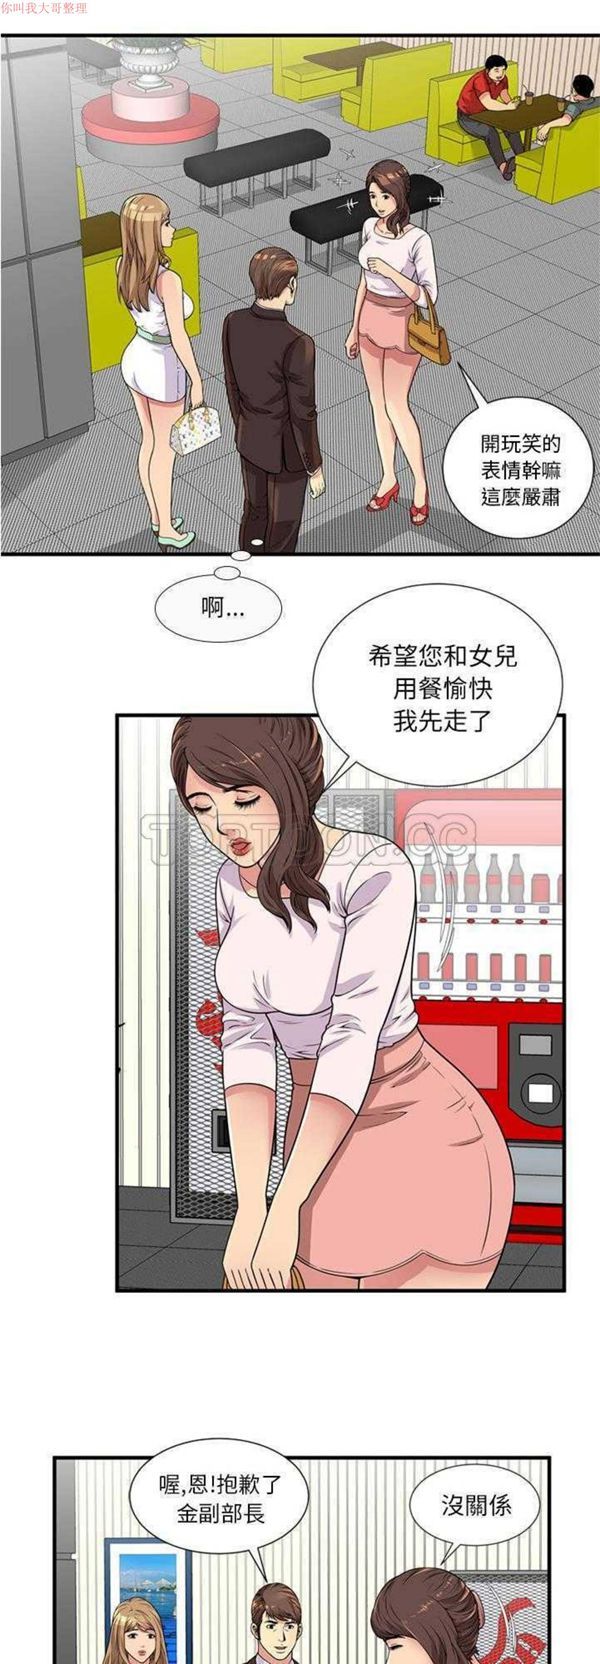 你叫我大哥整理
開玩笑的
表情幹嘛
這麼嚴肅
啊...
希望您和女兒
用餐愉快
我先走了
TOPTOON.CC
喔,恩!抱歉了
金副部長
沒關係